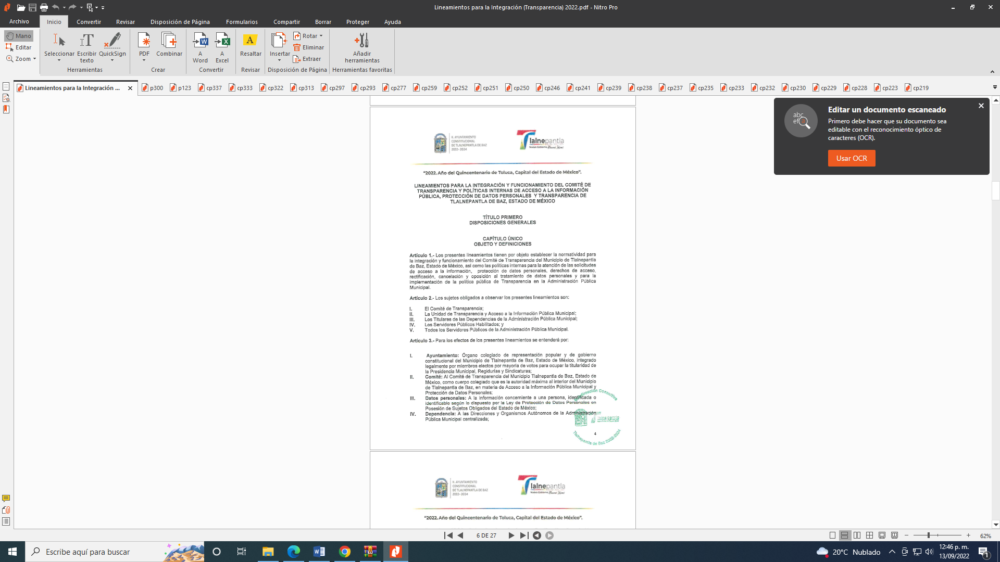 Lineamientos para la Integración (Transparencia) 2022.pdf - Nitro Pro
Archivo Inicio Convertir Revisar Disposición de Página Formularios Compartir Borrar Proteger Ayuda
Mano
Editar
Zoom
Seleccionar
Escribir texto
QuickSign
Herramientas
PDF
Combinar
Crear
A Word
A Excel
Convertir
Resaltar
Revisar
Insertar
Rotar
Eliminar
Extraer
Disposición de Página
Añadir herramientas
Herramientas favoritas
Lineamientos para la Integración ... p300 p123 cp337 cp333 cp322 cp313 cp297 cp293 cp277 cp259 cp252 cp251 cp250 cp246 cp241 cp239 cp238 cp237 cp235 cp233 cp232 cp230 cp229 cp228 cp223 cp219
Editar un documento escaneado
Primero debe hacer que su documento sea
editable con el reconocimiento óptico de
caracteres (OCR).
Usar OCR
H. AYUNTAMIENTO
CONSTITUCIONAL
DE TLALNEPANTLA DE BAZ
2022-2024
Tlalnepantla
Nuevo Gobierno, Buenas Ideas
“2022. Año del Quincentenario de Toluca, Capital del Estado de México”.
LINEAMIENTOS PARA LA INTEGRACIÓN Y FUNCIONAMIENTO DEL COMITÉ DE
TRANSPARENCIA Y POLÍTICAS INTERNAS DE ACCESO A LA INFORMACIÓN
PÚBLICA, PROTECCIÓN DE DATOS PERSONALES Y TRANSPARENCIA DE
TLALNEPANTLA DE BAZ, ESTADO DE MÉXICO
TÍTULO PRIMERO
DISPOSICIONES GENERALES
CAPÍTULO ÚNICO
OBJETO Y DEFINICIONES
Artículo 1.- Los presentes lineamientos tienen por objeto establecer la normatividad para
la integración y funcionamiento del Comité de Transparencia del Municipio de Tlalnepantla
de Baz, Estado de México, así como las políticas internas para la atención de las solicitudes
de acceso a la información, protección de datos personales, derechos de acceso,
rectificación, cancelación y oposición al tratamiento de datos personales y para la
implementación de la política pública de Transparencia en la Administración Pública
Municipal.
Artículo 2.- Los sujetos obligados a observar los presentes lineamientos son:
I. El Comité de Transparencia;
II. La Unidad de Transparencia y Acceso a la Información Pública Municipal;
III. Los Titulares de las Dependencias de la Administración Pública Municipal;
IV. Los Servidores Públicos Habilitados; y
V. Todos los Servidores Públicos de la Administración Pública Municipal.
Artículo 3.- Para los efectos de los presentes lineamientos se entenderá por:
I. Ayuntamiento: Órgano colegiado de representación popular y de gobierno
constitucional del Municipio de Tlalnepantla de Baz, Estado de México, integrado
legalmente por miembros electos por mayoría de votos para ocupar la titularidad de
la Presidencia Municipal, Regidurías y Sindicaturas;
II. Comité: Al Comité de Transparencia del Municipio Tlalnepantla de Baz, Estado de
México, como cuerpo colegiado que es la autoridad máxima al interior del Municipio
de Tlalnepantla de Baz, en materia de Acceso a la Información Pública Municipal y
Protección de Datos Personales;
III. Datos personales: A la información concerniente a una persona, identificada o
identificable según lo dispuesto por la Ley de Protección de Datos Personales en
Posesión de Sujetos Obligados del Estado de México;
IV. Dependencia: A las Direcciones y Organismos Autónomos de la Administración
Pública Municipal centralizada;
Consultiva
Tlalnepantla
Tlalnepantla de Baz 2022-2024
4
H. AYUNTAMIENTO
CONSTITUCIONAL
DE TLALNEPANTLA DE BAZ
2022-2024
Tlalnepantla
Nuevo Gobierno, Buenas Ideas
“2022. Año del Quincentenario de Toluca, Capital del Estado de México”.
6 DE 27
62%
Escribe aquí para buscar
20°C Nublado
12:46 p. m.
13/09/2022
1